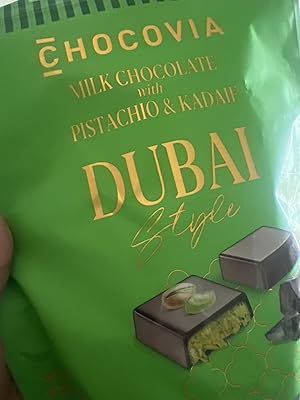 CHOCOVIA
MILK CHOCOLATE
with
PISTACHIO & KADAIF
DUBAI
Style